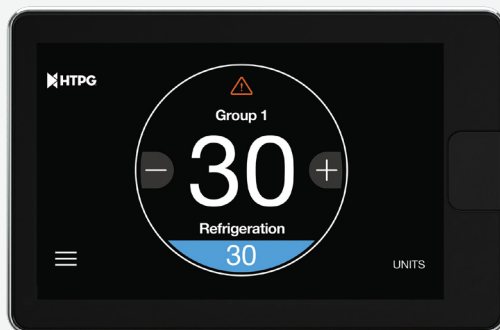 HTPG
Group 1
30
Refrigeration
30
UNITS